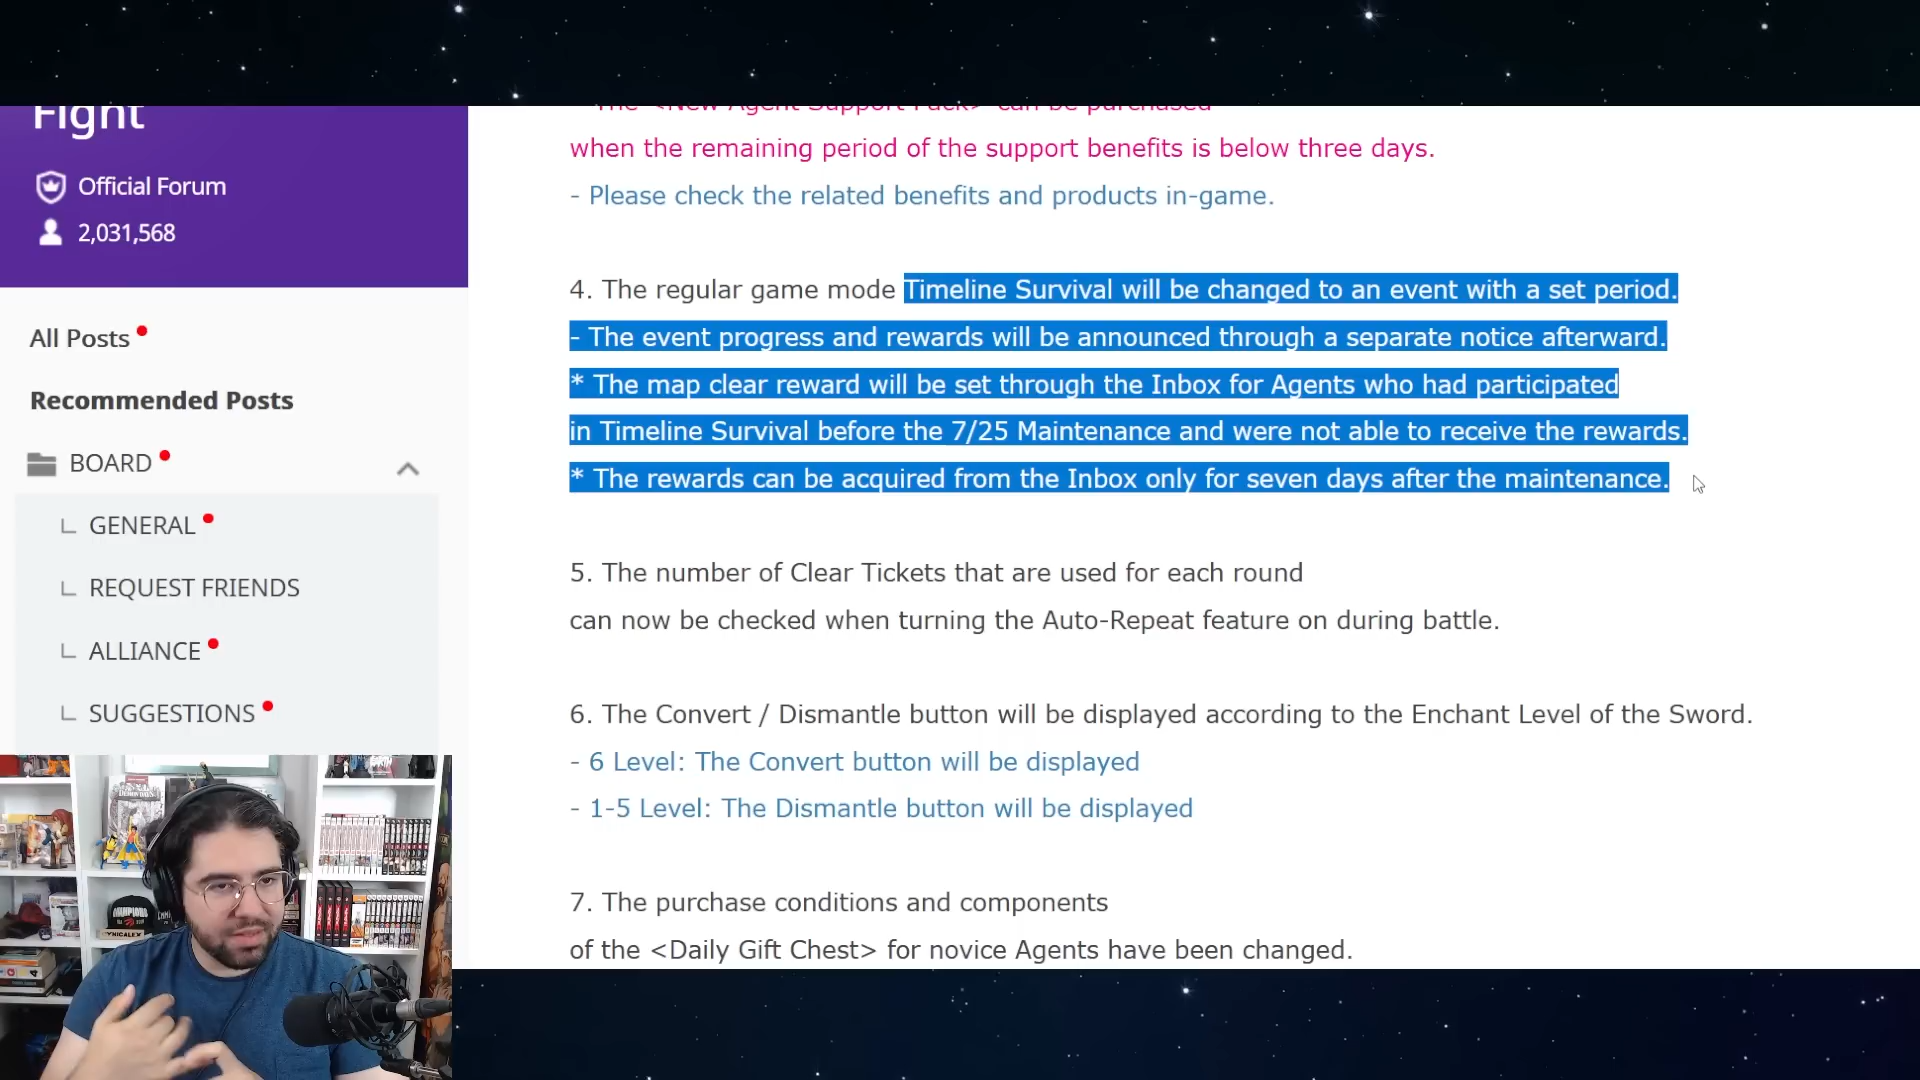 Fight
Official Forum
2,031,568
All Posts
Recommended Posts
BOARD
GENERAL
REQUEST FRIENDS
ALLIANCE
SUGGESTIONS
The <New Agent Support Pack> can be purchased
when the remaining period of the support benefits is below three days.
- Please check the related benefits and products in-game.
4. The regular game mode Timeline Survival will be changed to an event with a set period.
- The event progress and rewards will be announced through a separate notice afterward.
* The map clear reward will be set through the Inbox for Agents who had participated
in Timeline Survival before the 7/25 Maintenance and were not able to receive the rewards.
* The rewards can be acquired from the Inbox only for seven days after the maintenance.
5. The number of Clear Tickets that are used for each round
can now be checked when turning the Auto-Repeat feature on during battle.
6. The Convert / Dismantle button will be displayed according to the Enchant Level of the Sword.
- 6 Level: The Convert button will be displayed
- 1-5 Level: The Dismantle button will be displayed
7. The purchase conditions and components
of the <Daily Gift Chest> for novice Agents have been changed.